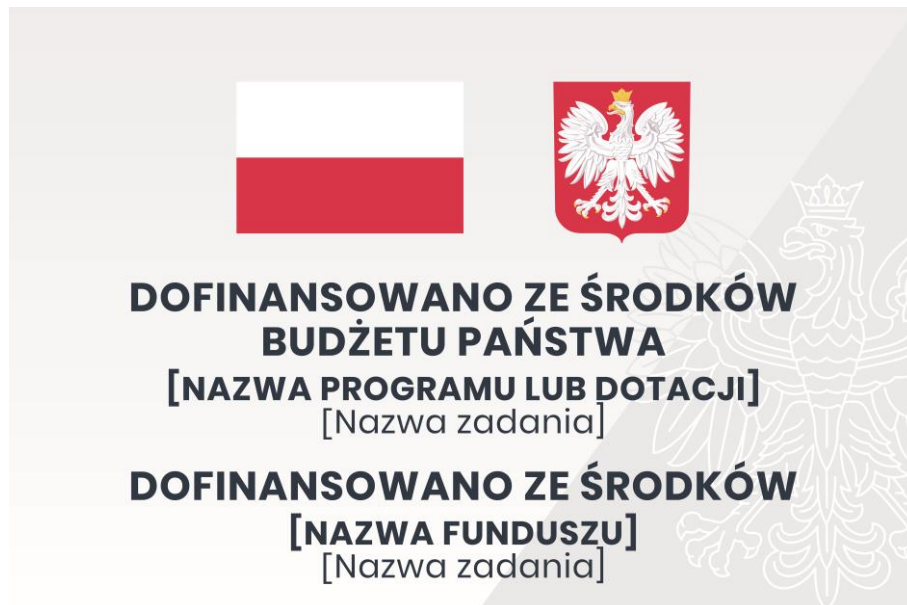 DOFINANSOWANO ZE ŚRODKÓW
BUDŻETU PAŃSTWA
[NAZWA PROGRAMU LUB DOTACJI]
[Nazwa zadania]
DOFINANSOWANO ZE ŚRODKÓW
[NAZWA FUNDUSZU]
[Nazwa zadania]